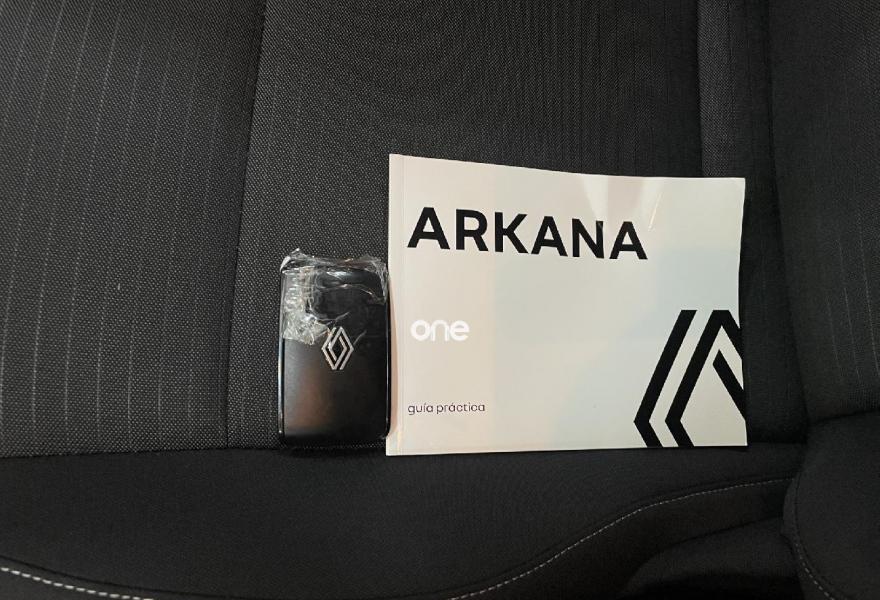 ARKANA
one
guía práctica